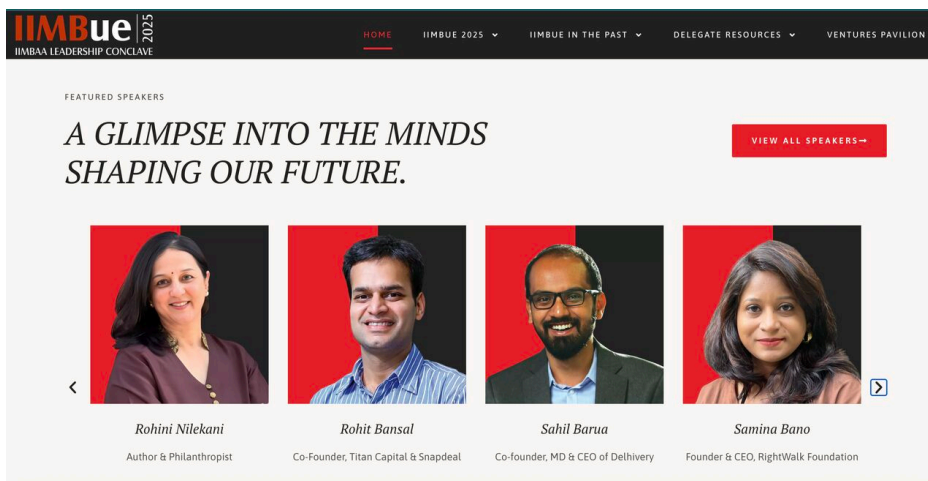 IIMBue 2025
IIMBAA LEADERSHIP CONCLAVE
HOME
IIMBUE 2025
IIMBUE IN THE PAST
DELEGATE RESOURCES
VENTURES PAVILION
FEATURED SPEAKERS
A GLIMPSE INTO THE MINDS
SHAPING OUR FUTURE.
VIEW ALL SPEAKERS→
Rohini Nilekani
Author & Philanthropist
Rohit Bansal
Co-Founder, Titan Capital & Snapdeal
Sahil Barua
Co-founder, MD & CEO of Delhivery
Samina Bano
Founder & CEO, RightWalk Foundation